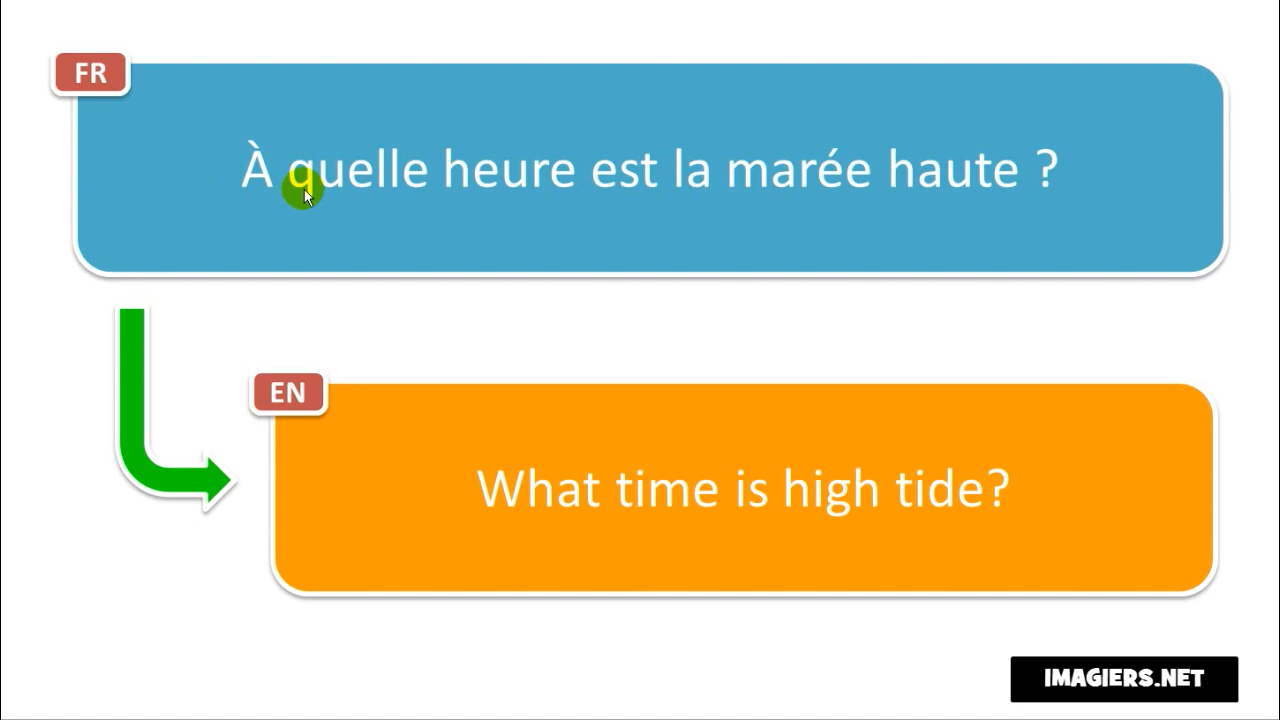 FR
À quelle heure est la marée haute ?
EN
What time is high tide?
IMAGIERS.NET